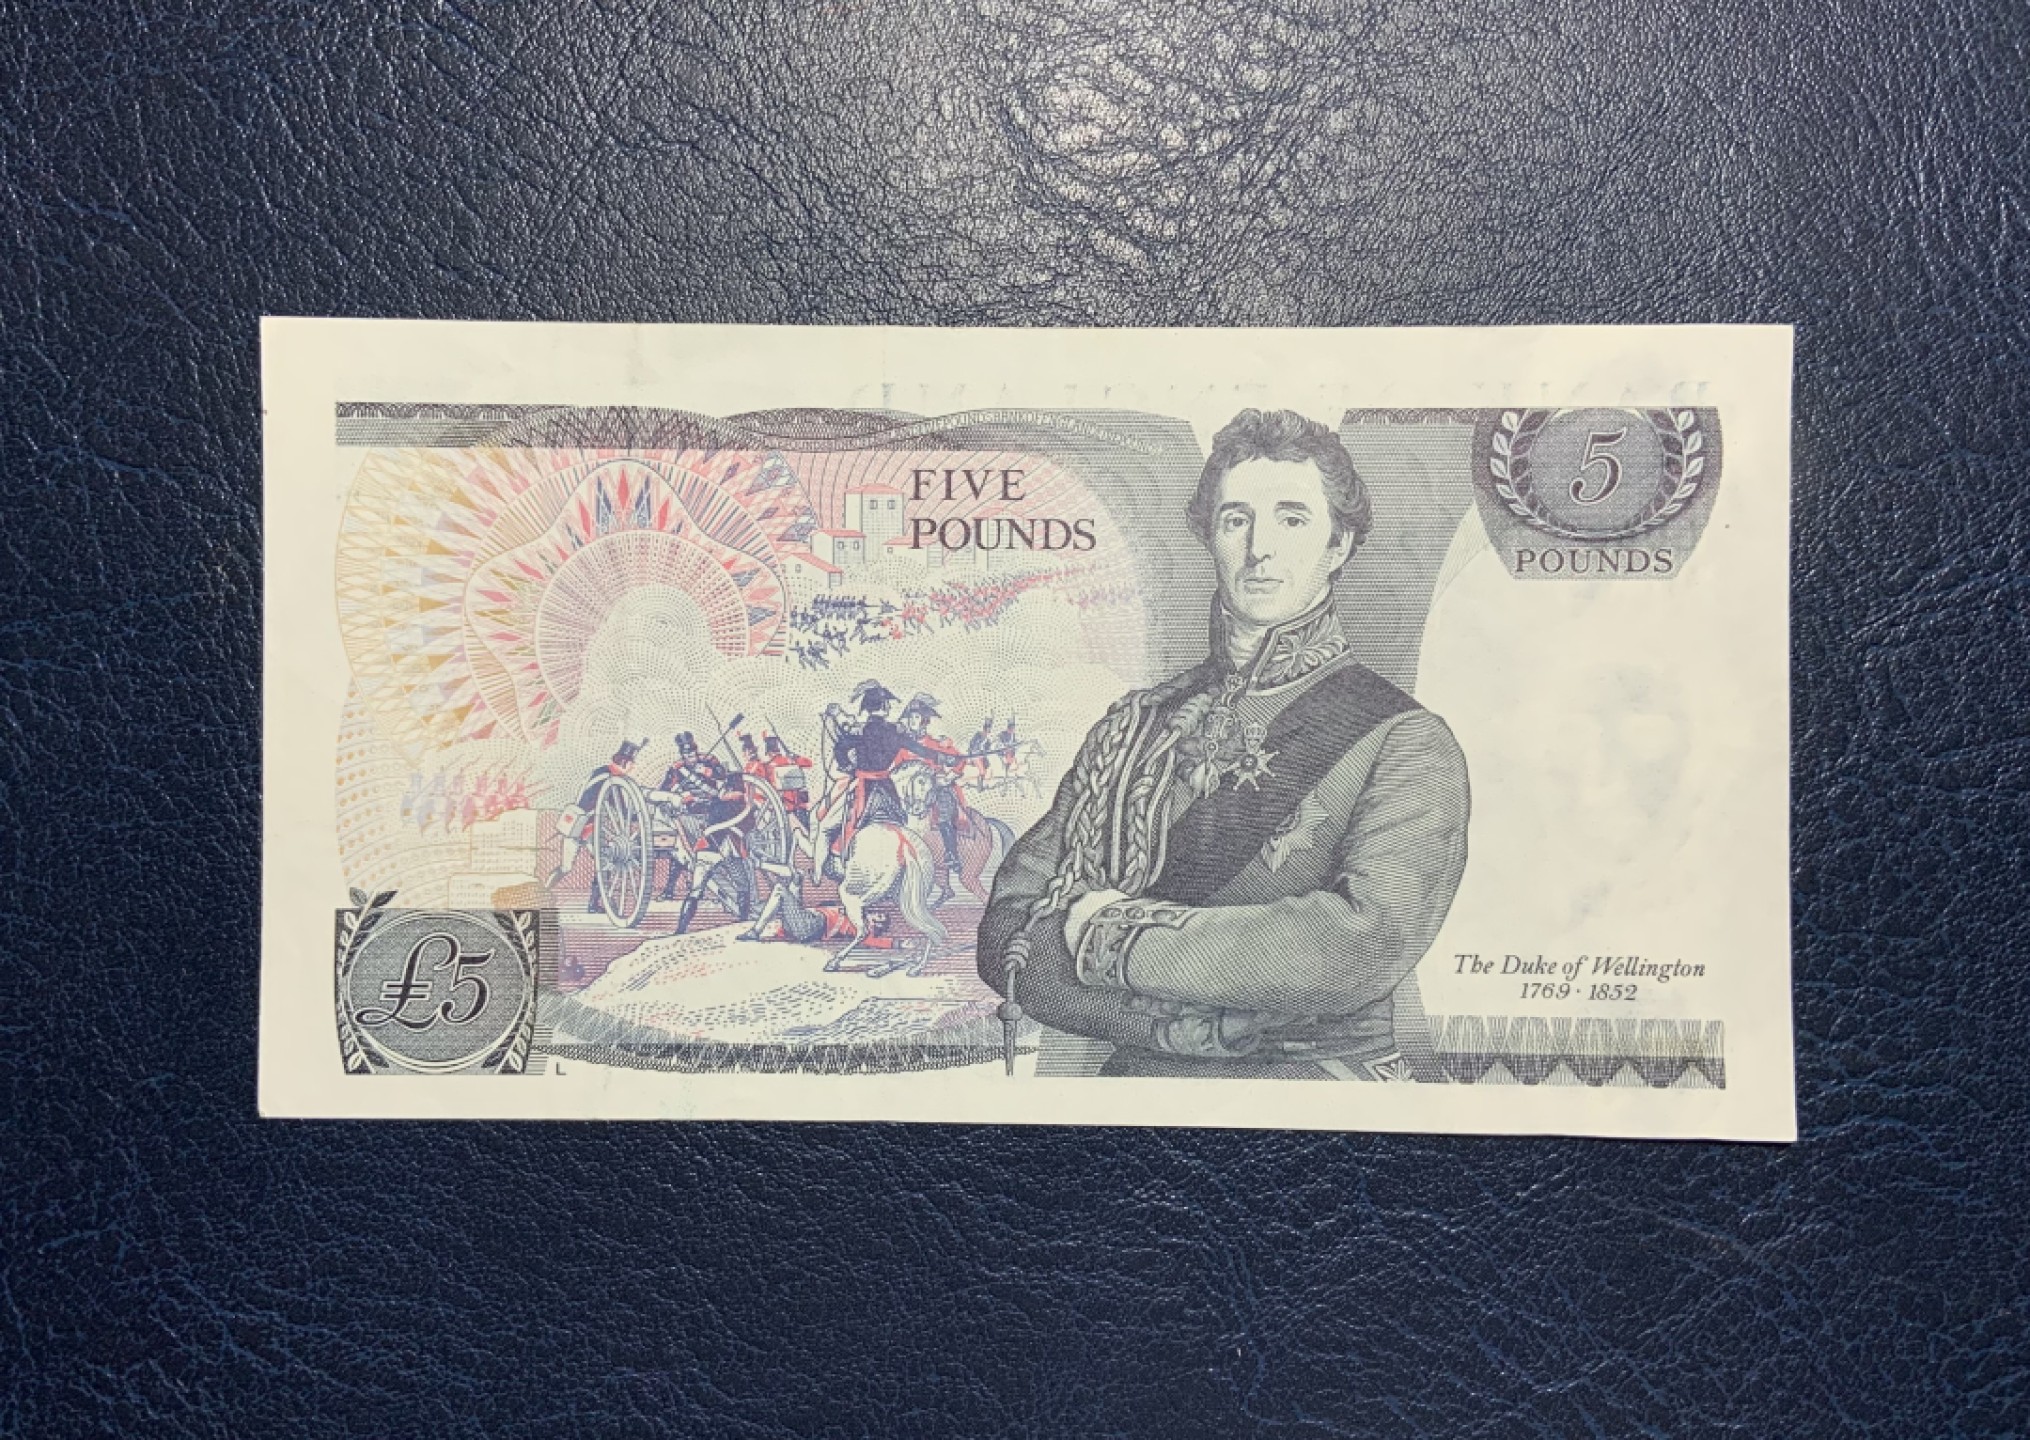 FIVE
POUNDS
5
POUNDS
£5
The Duke of Wellington
1769 · 1852
L